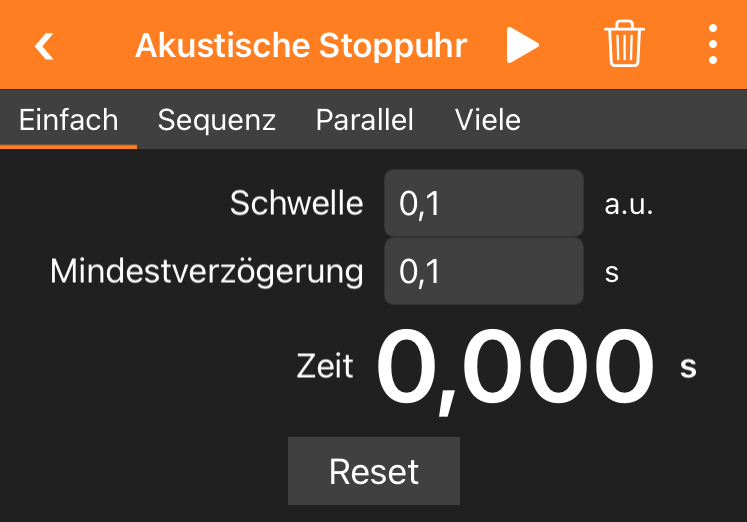 Akustische Stoppuhr
Einfach Sequenz Parallel Viele
Schwelle 0,1 a.u.
Mindestverzögerung 0,1 s
Zeit 0,000 s
Reset